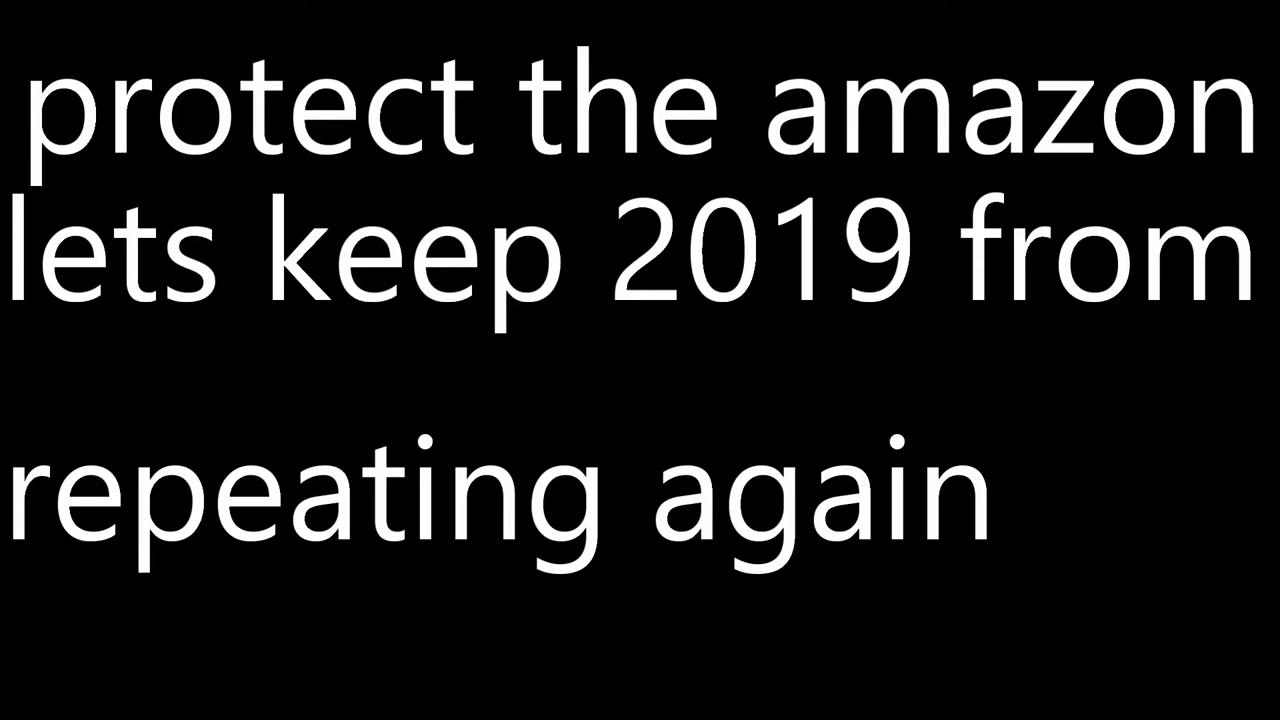 protect the amazon
lets keep 2019 from
repeating again